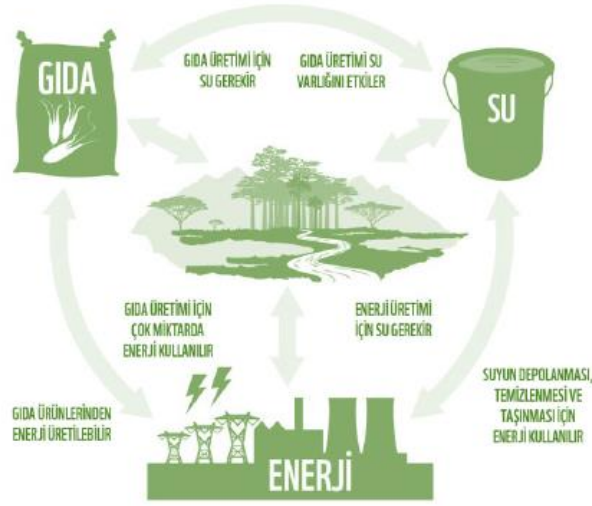 GIDA
GIDA ÜRETİMİ İÇİN
SU GEREKİR
GIDA ÜRETİMİ SU
VARLIĞINI ETKİLER
SU
GIDA ÜRETİMİ İÇİN
ÇOK MİKTARDA
ENERJİ KULLANILIR
ENERJİ ÜRETİMİ
İÇİN SU GEREKİR
GIDA ÜRÜNLERİNDEN
ENERJİ ÜRETİLEBİLİR
SUYUN DEPOLANMASI,
TEMİZLENMESİ VE
TAŞINMASI İÇİN
ENERJİ KULLANILIR
ENERJİ